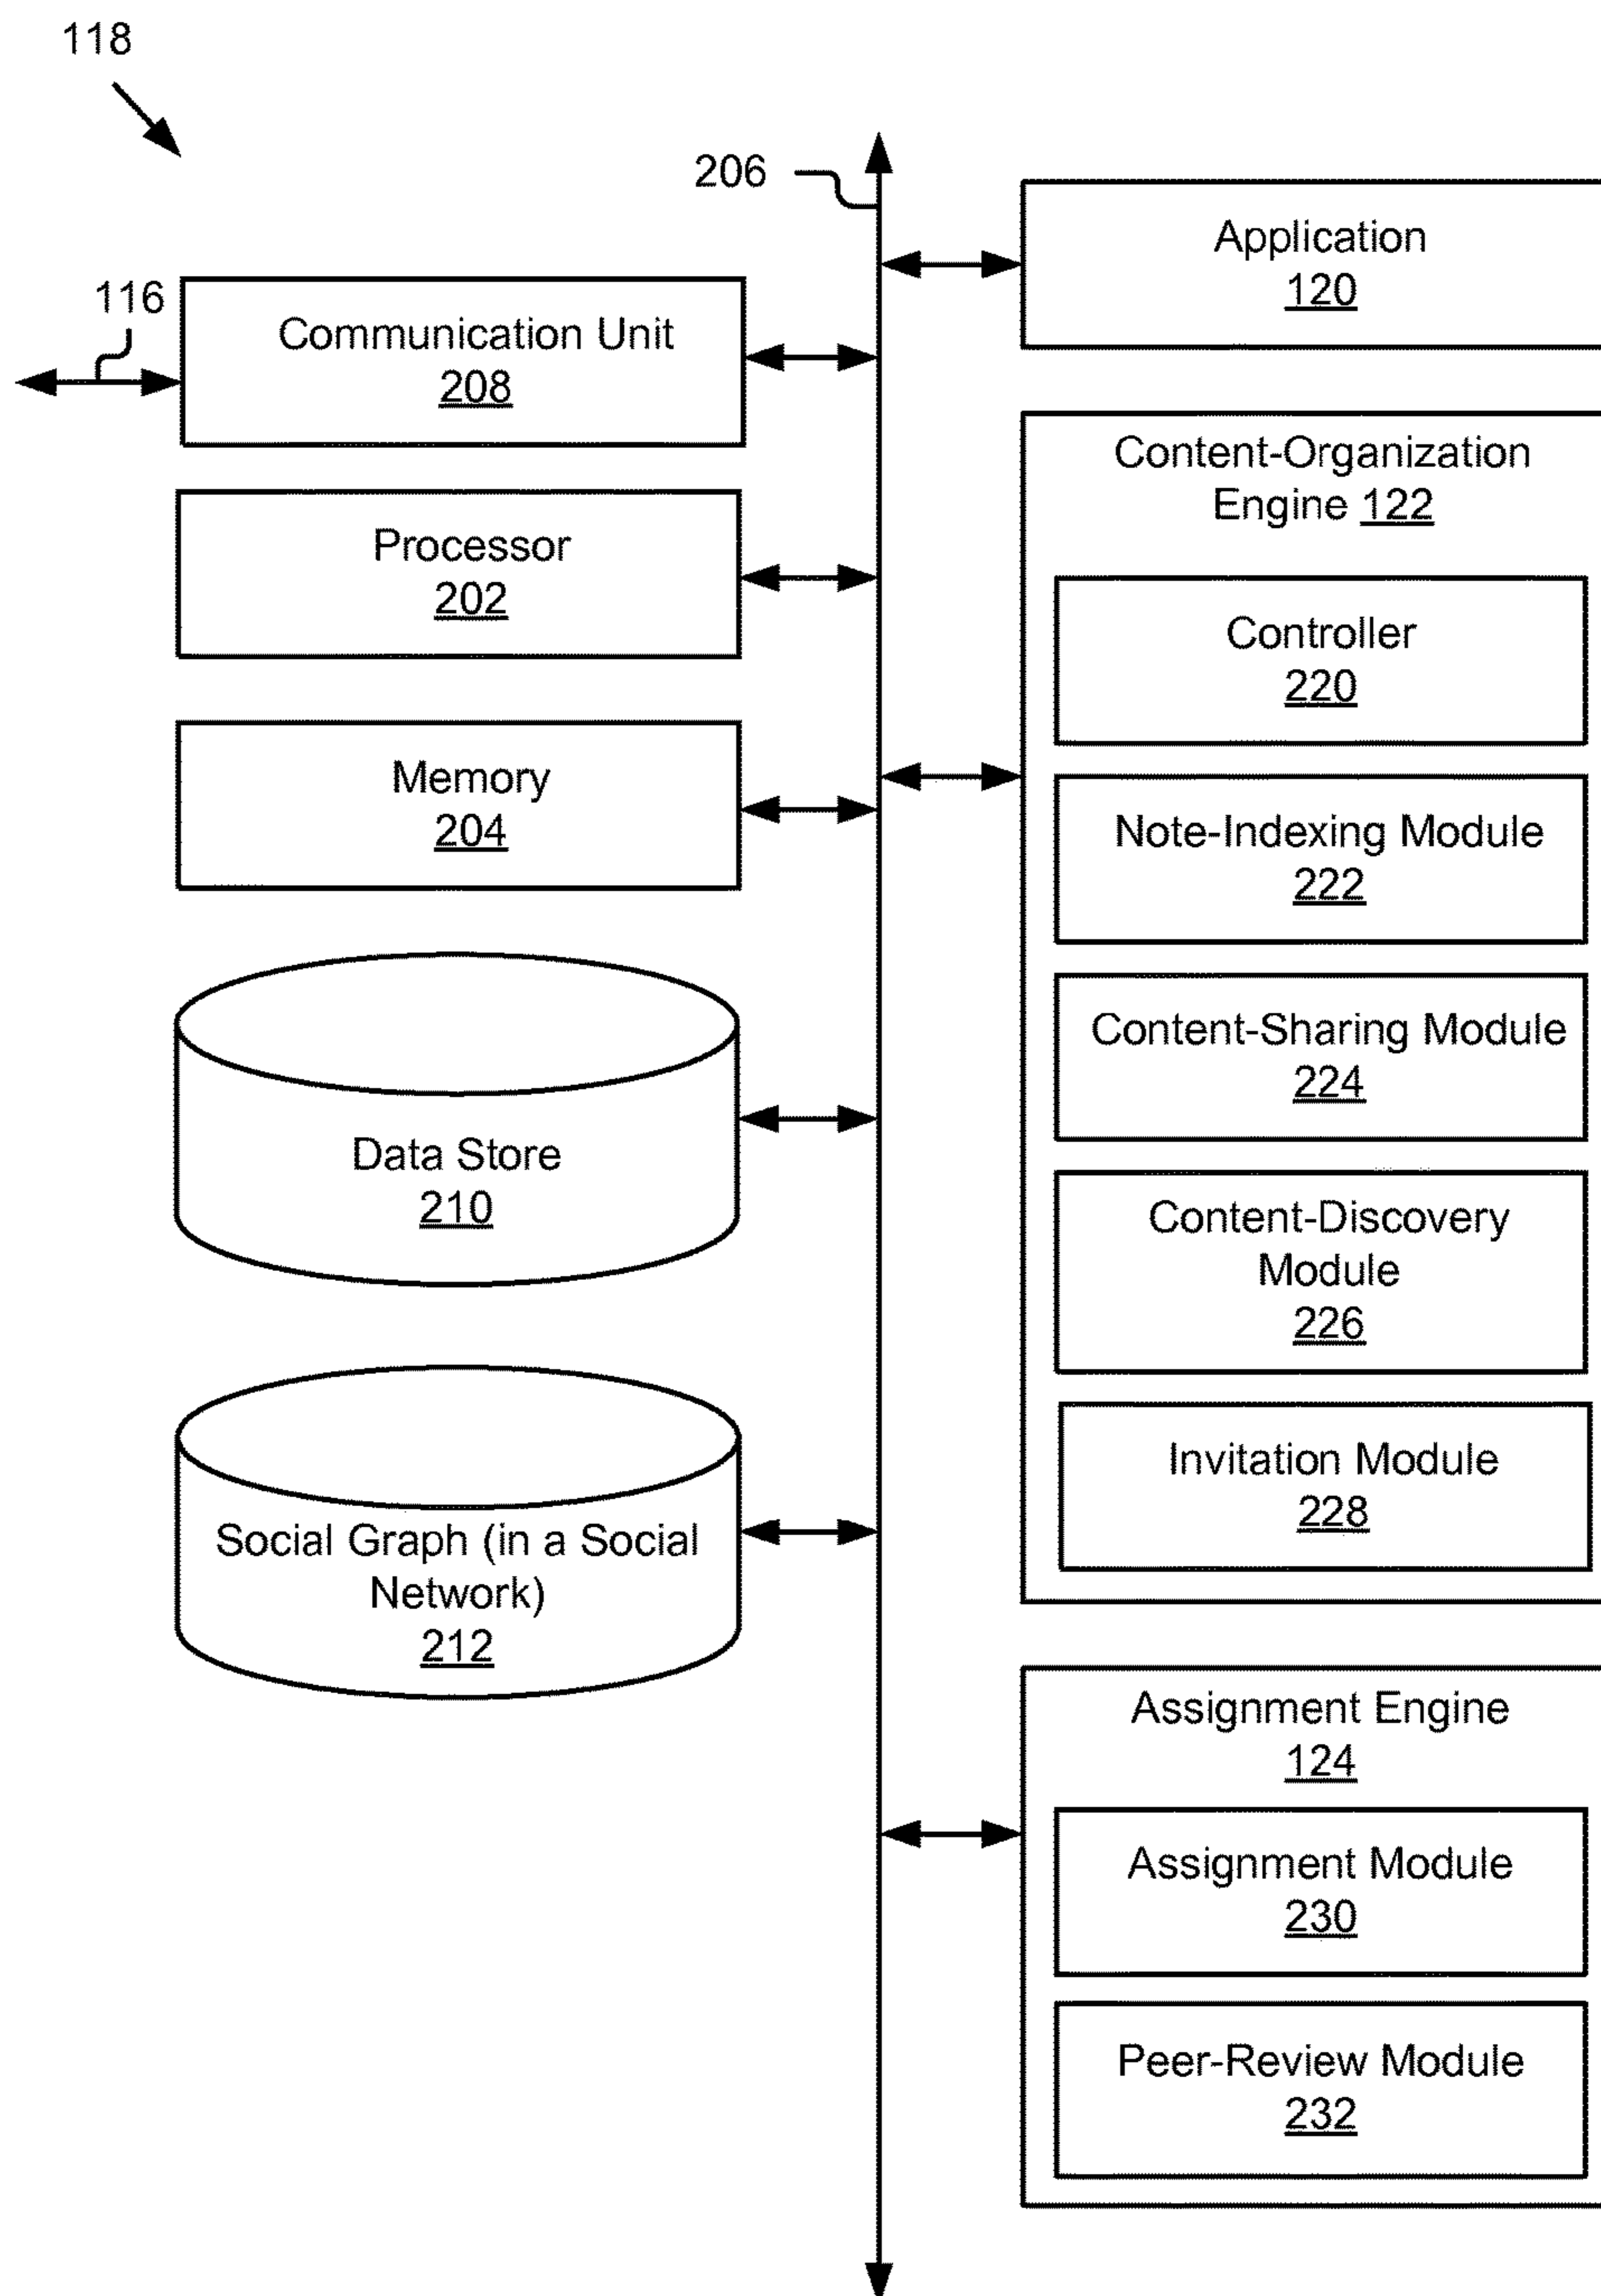 118
206
116
Communication Unit
208
Processor
202
Memory
204
Data Store
210
Social Graph (in a Social
Network)
212
Application
120
Content-Organization
Engine 122
Controller
220
Note-Indexing Module
222
Content-Sharing Module
224
Content-Discovery
Module
226
Invitation Module
228
Assignment Engine
124
Assignment Module
230
Peer-Review Module
232